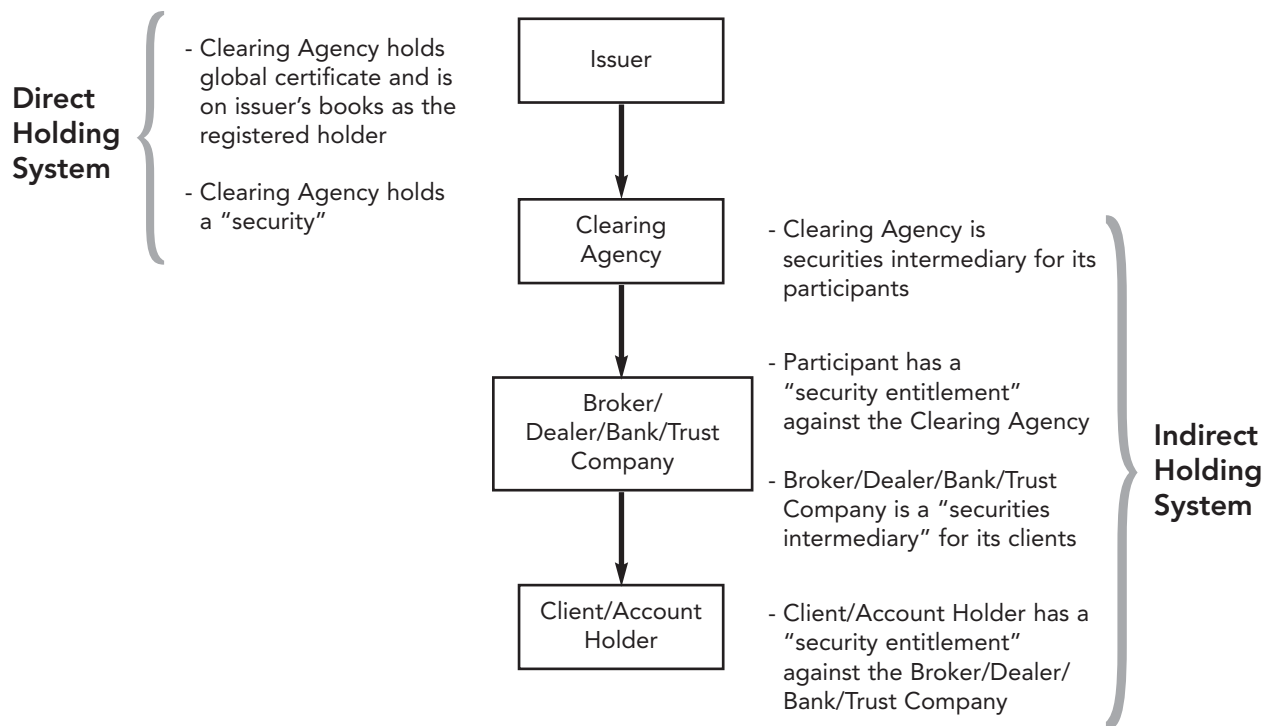 Direct
Holding
System
- Clearing Agency holds
global certificate and is
on issuer’s books as the
registered holder
- Clearing Agency holds
a “security”
Issuer
Clearing
Agency
Broker/
Dealer/Bank/Trust
Company
Client/Account
Holder
- Clearing Agency is
securities intermediary for its
participants
- Participant has a
“security entitlement”
against the Clearing Agency
- Broker/Dealer/Bank/Trust
Company is a “securities
intermediary” for its clients
- Client/Account Holder has a
“security entitlement”
against the Broker/Dealer/
Bank/Trust Company
Indirect
Holding
System